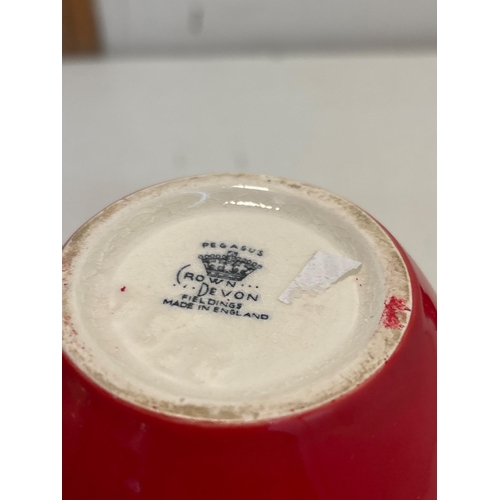 PEGASUS
CROWN...
..DEVON
FIELDINGS
MADE IN ENGLAND